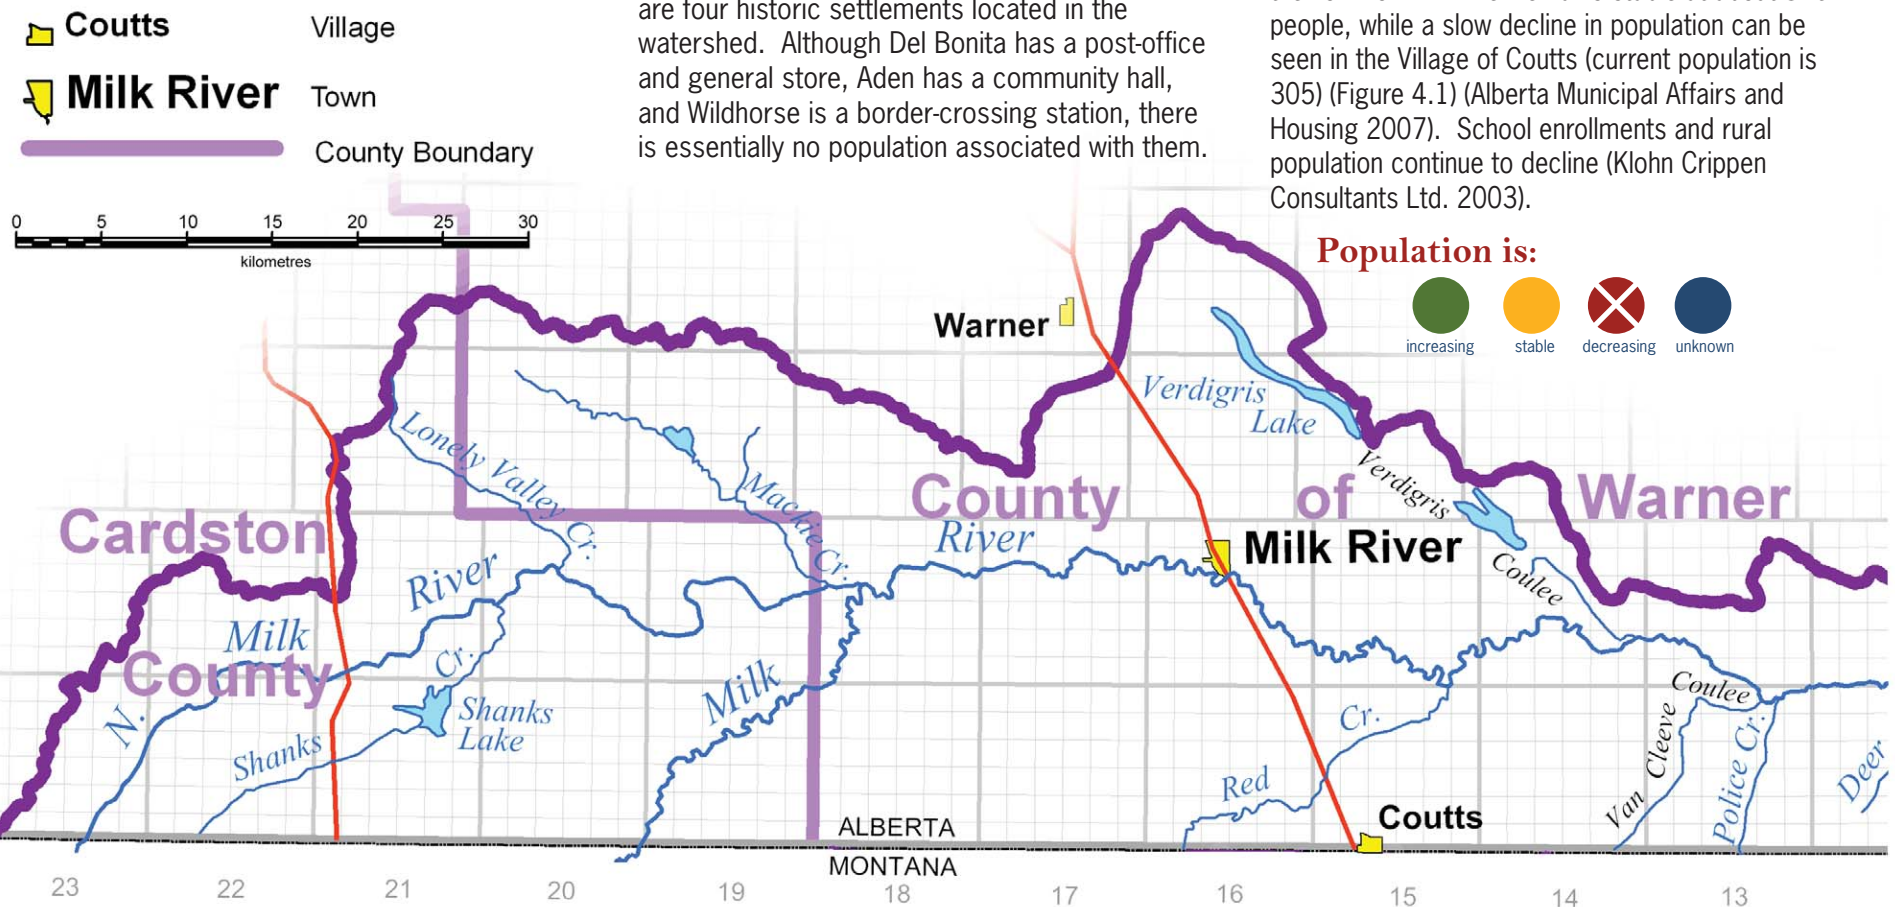 Coutts Village
Milk River Town
County Boundary
0 5 10 15 20 25 30
kilometres
are four historic settlements located in the
watershed. Although Del Bonita has a post-office
and general store, Aden has a community hall,
and Wildhorse is a border-crossing station, there
is essentially no population associated with them.
people, while a slow decline in population can be
seen in the Village of Coutts (current population is
305) (Figure 4.1) (Alberta Municipal Affairs and
Housing 2007). School enrollments and rural
population continue to decline (Klohn Crippen
Consultants Ltd. 2003).
Population is:
increasing stable decreasing unknown
Warner
Verdigris
Lake
Lonely Valley Cr.
Mackie Cr.
County of Warner
Verdigris
Coulee
Cardston
County
River
Milk River
N. Milk River
Shanks Cr.
Shanks
Lake
Milk
Red Cr.
Coulee
Van Cleeve
Police Cr.
Deer
Coutts
ALBERTA
MONTANA
23 22 21 20 19 18 17 16 15 14 13